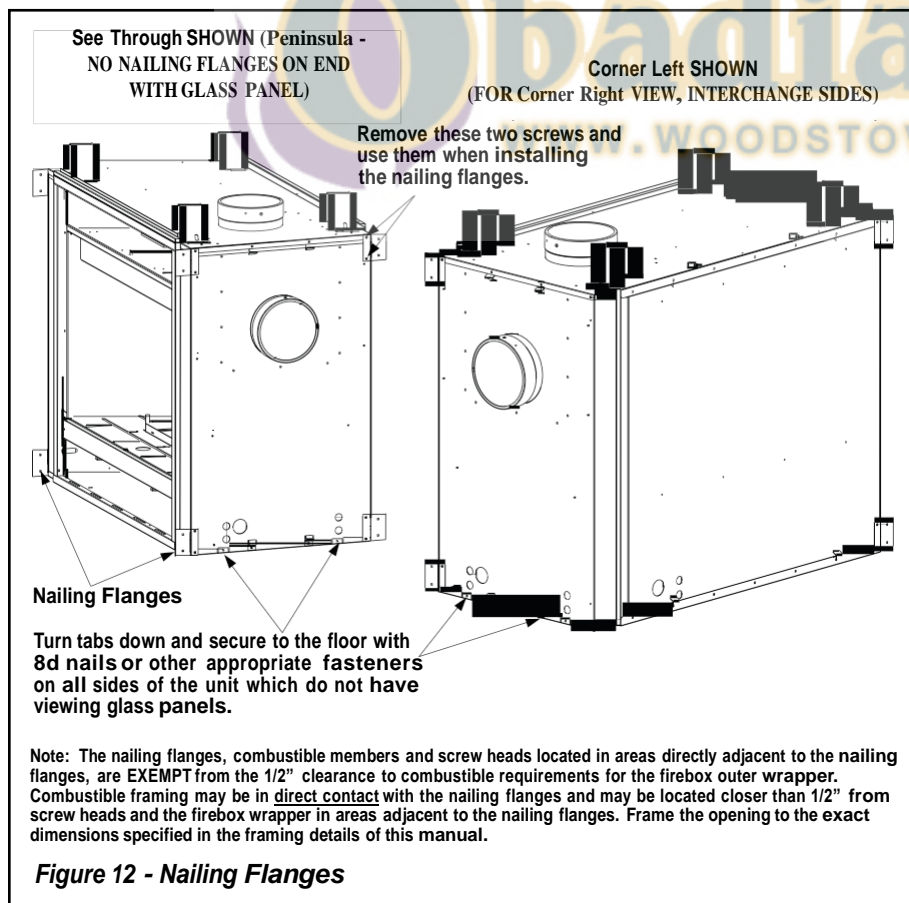 Obadia
WWW.WOODSTOV
See Through SHOWN (Peninsula -
NO NAILING FLANGES ON END
WITH GLASS PANEL)
Corner Left SHOWN
(FOR Corner Right VIEW, INTERCHANGE SIDES)
Remove these two screws and
use them when installing
the nailing flanges.
Nailing Flanges
Turn tabs down and secure to the floor with
8d nails or other appropriate fasteners
on all sides of the unit which do not have
viewing glass panels.
Note: The nailing flanges, combustible members and screw heads located in areas directly adjacent to the nailing
flanges, are EXEMPT from the 1/2” clearance to combustible requirements for the firebox outer wrapper.
Combustible framing may be in direct contact with the nailing flanges and may be located closer than 1/2” from
screw heads and the firebox wrapper in areas adjacent to the nailing flanges. Frame the opening to the exact
dimensions specified in the framing details of this manual.
Figure 12 - Nailing Flanges